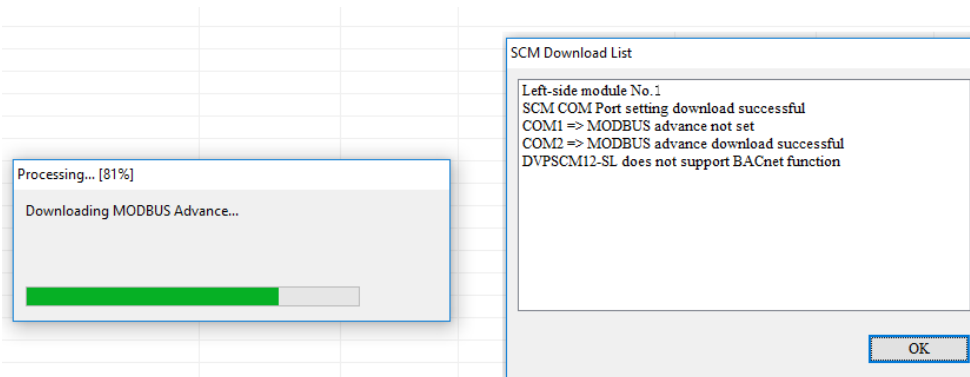 SCM Download List
Left-side module No.1
SCM COM Port setting download successful
COM1 => MODBUS advance not set
COM2 => MODBUS advance download successful
DVPSCM12-SL does not support BACnet function
Processing... [81%]
Downloading MODBUS Advance...
OK